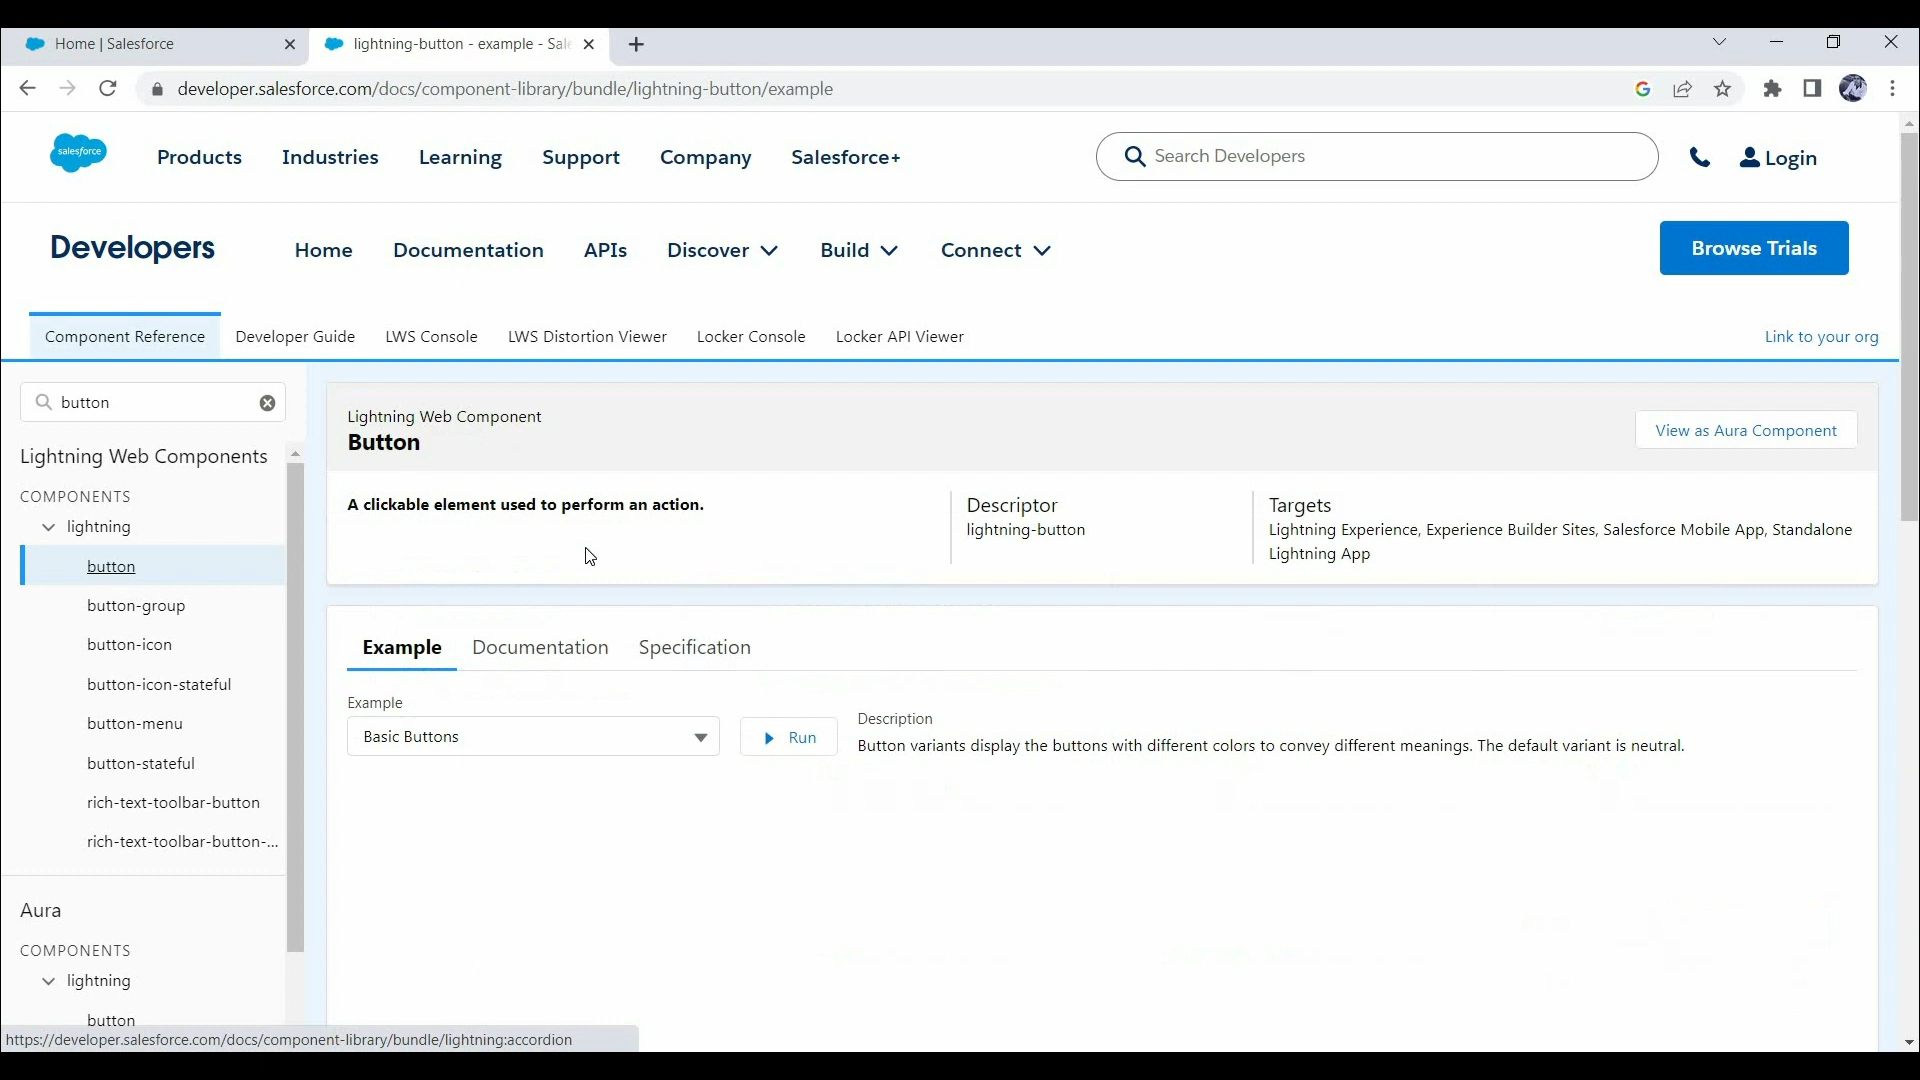 Home | Salesforce
lightning-button - example - Sal
developer.salesforce.com/docs/component-library/bundle/lightning-button/example
salesforce
Products
Industries
Learning
Support
Company
Salesforce+
Search Developers
Login
Developers
Home
Documentation
APIs
Discover
Build
Connect
Browse Trials
Component Reference
Developer Guide
LWS Console
LWS Distortion Viewer
Locker Console
Locker API Viewer
Link to your org
button
Lightning Web Components
COMPONENTS
lightning
button
button-group
button-icon
button-icon-stateful
button-menu
button-stateful
rich-text-toolbar-button
rich-text-toolbar-button-...
Aura
COMPONENTS
lightning
button
Lightning Web Component
Button
View as Aura Component
A clickable element used to perform an action.
Descriptor
lightning-button
Targets
Lightning Experience, Experience Builder Sites, Salesforce Mobile App, Standalone
Lightning App
Example
Documentation
Specification
Example
Basic Buttons
Run
Description
Button variants display the buttons with different colors to convey different meanings. The default variant is neutral.
https://developer.salesforce.com/docs/component-library/bundle/lightning:accordion